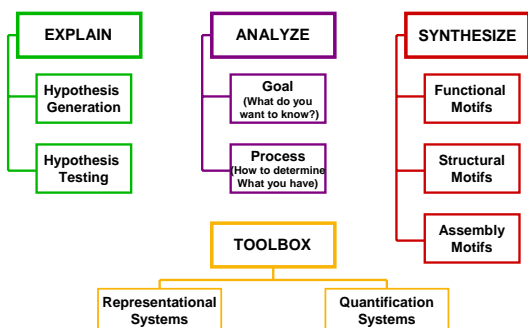 EXPLAIN
Hypothesis
Generation
Hypothesis
Testing
ANALYZE
Goal
(What do you
want to know?)
Process
(How to determine
What you have)
SYNTHESIZE
Functional
Motifs
Structural
Motifs
Assembly
Motifs
TOOLBOX
Representational
Systems
Quantification
Systems